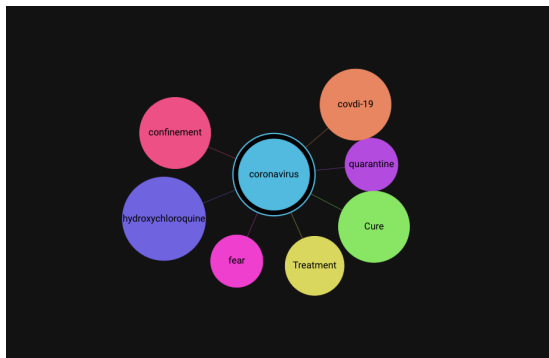 covdi-19
confinement
quarantine
coronavirus
hydroxychloroquine
Cure
fear
Treatment